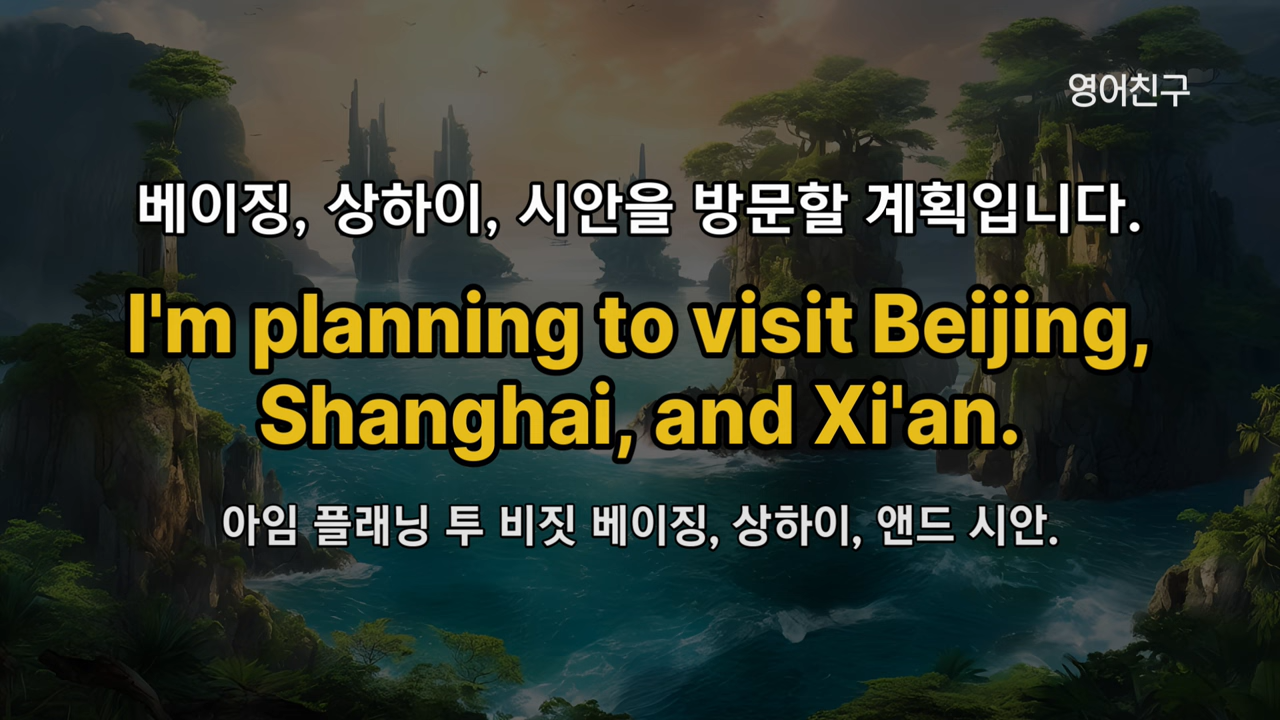 영어친구
베이징, 상하이, 시안을 방문할 계획입니다.
I'm planning to visit Beijing,
Shanghai, and Xi'an.
아임 플래닝 투 비짓 베이징, 상하이, 앤드 시안.